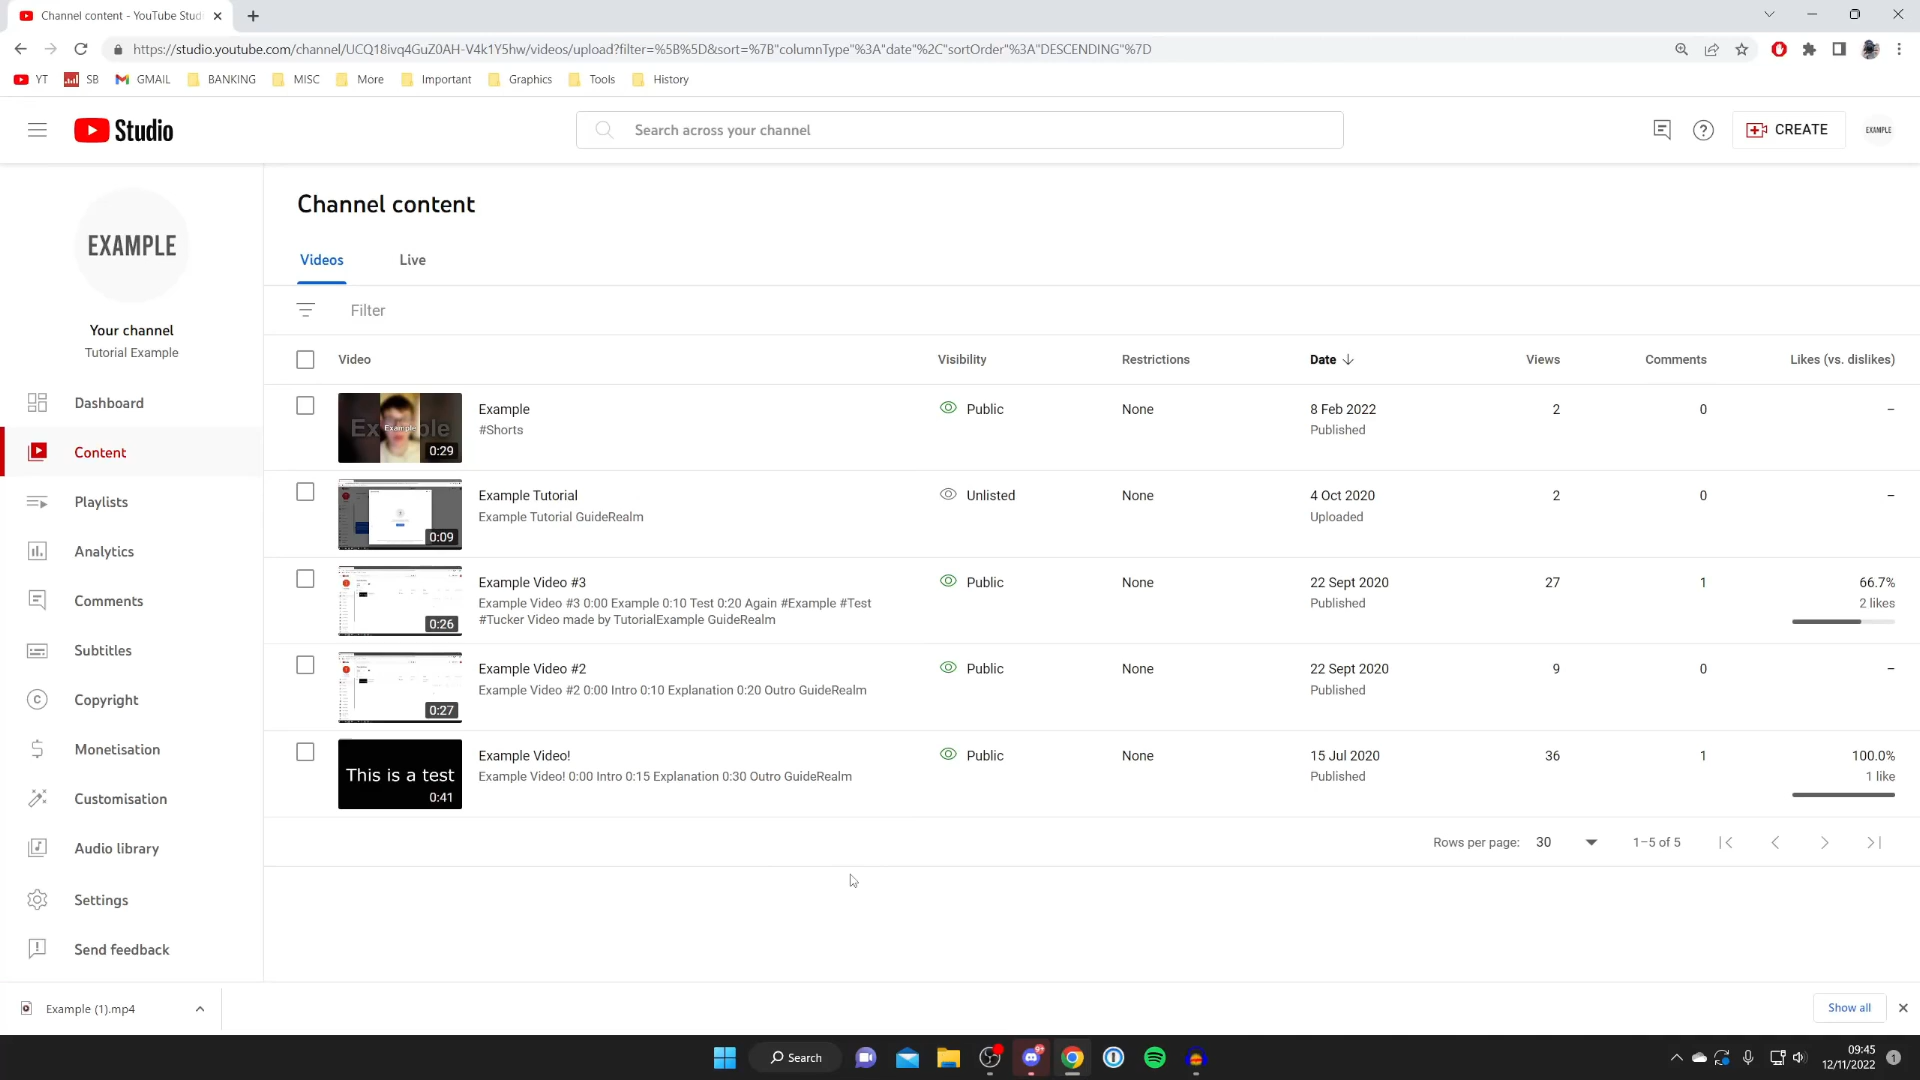 Channel content - YouTube Stud
https://studio.youtube.com/channel/UCQ18ivq4GuZ0AH-V4k1Y5hw/videos/upload?filter=%5B%5D&sort=%7B"columnType"%3A"date"%2C"sortOrder"%3A"DESCENDING"%7D
YT SB GMAIL BANKING MISC More Important Graphics Tools History
Studio
Search across your channel
CREATE
EXAMPLE
EXAMPLE
Your channel
Tutorial Example
Dashboard
Content
Playlists
Analytics
Comments
Subtitles
Copyright
Monetisation
Customisation
Audio library
Settings
Send feedback
Channel content
Videos Live
Filter
Video Visibility Restrictions Date Views Comments Likes (vs. dislikes)
Example
0:29
Example Public None 8 Feb 2022 2 0 –
#Shorts Published
0:09
Example Tutorial Unlisted None 4 Oct 2020 2 0 –
Example Tutorial GuideRealm Uploaded
0:26
Example Video #3 Public None 22 Sept 2020 27 1 66.7%
Example Video #3 0:00 Example 0:10 Test 0:20 Again #Example #Test Published 2 likes
#Tucker Video made by TutorialExample GuideRealm
0:27
Example Video #2 Public None 22 Sept 2020 9 0 –
Example Video #2 0:00 Intro 0:10 Explanation 0:20 Outro GuideRealm Published
This is a test
0:41
Example Video! Public None 15 Jul 2020 36 1 100.0%
Example Video! 0:00 Intro 0:15 Explanation 0:30 Outro GuideRealm Published 1 like
Rows per page: 30 1–5 of 5
Example (1).mp4
Show all
Search
09:45
12/11/2022
1